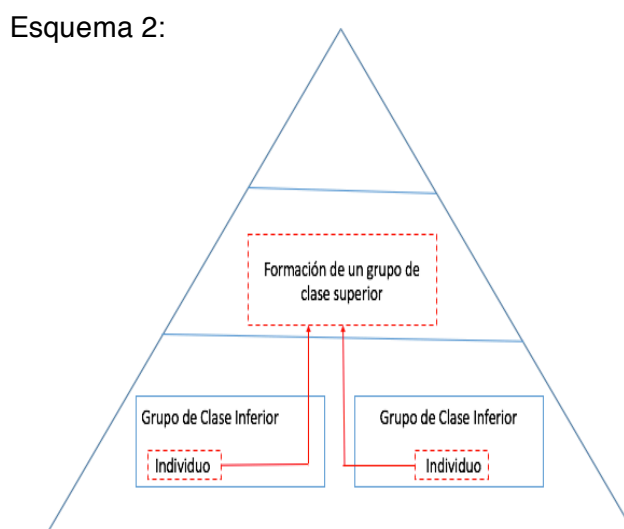 Esquema 2:
Formación de un grupo de
clase superior
Grupo de Clase Inferior
Individuo
Grupo de Clase Inferior
Individuo